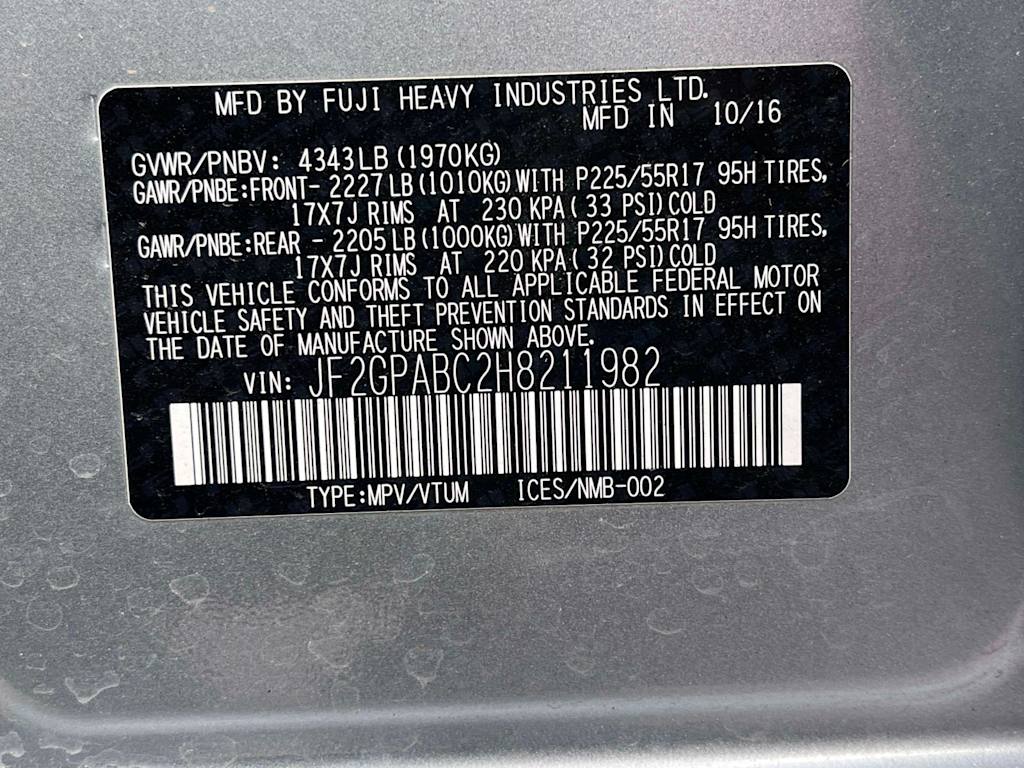 MFD BY FUJI HEAVY INDUSTRIES LTD.
MFD IN 10/16
GVWR/PNBV: 4343LB (1970KG)
GAWR/PNBE:FRONT- 2227LB (1010KG) WITH P225/55R17 95H TIRES,
17X7J RIMS AT 230 KPA( 33 PSI) COLD
GAWR/PNBE:REAR - 2205LB (1000KG) WITH P225/55R17 95H TIRES,
17X7J RIMS AT 220 KPA( 32 PSI) COLD
THIS VEHICLE CONFORMS TO ALL APPLICABLE FEDERAL MOTOR
VEHICLE SAFETY AND THEFT PREVENTION STANDARDS IN EFFECT ON
THE DATE OF MANUFACTURE SHOWN ABOVE.
VIN: JF2GPABC2H8211982
TYPE:MPV/VTUM ICES/NMB-002